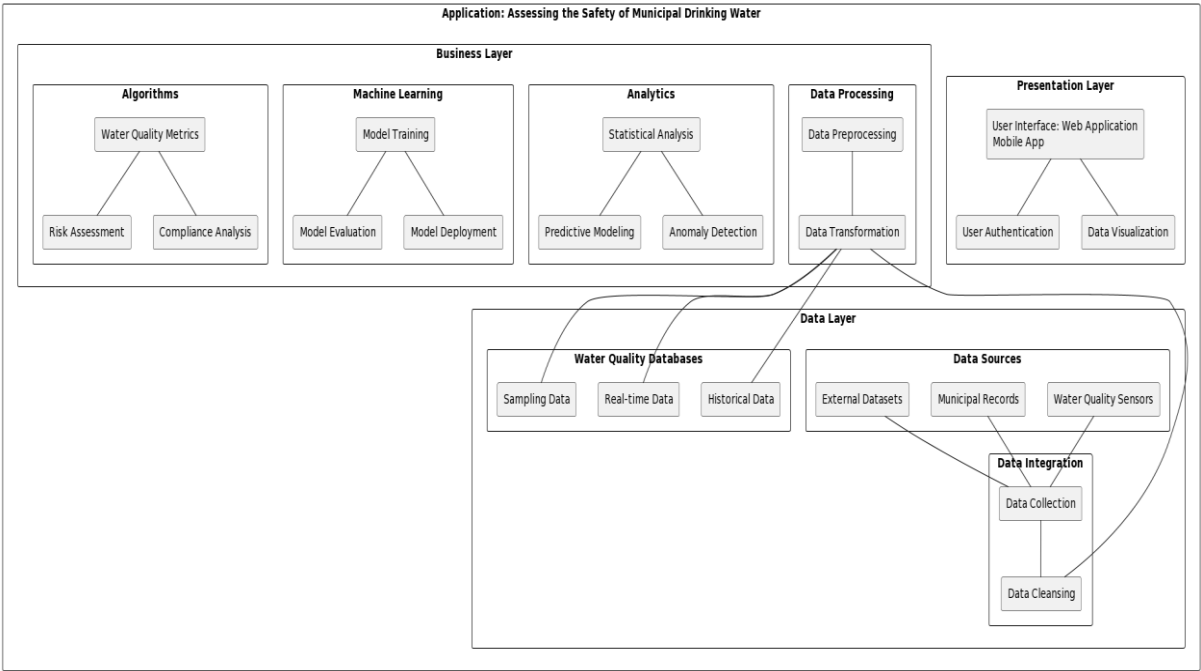 Application: Assessing the Safety of Municipal Drinking Water
Business Layer
Algorithms
Water Quality Metrics
Risk Assessment
Compliance Analysis
Machine Learning
Model Training
Model Evaluation
Model Deployment
Analytics
Statistical Analysis
Predictive Modeling
Anomaly Detection
Data Processing
Data Preprocessing
Data Transformation
Presentation Layer
User Interface: Web Application
Mobile App
User Authentication
Data Visualization
Data Layer
Water Quality Databases
Sampling Data
Real-time Data
Historical Data
Data Sources
External Datasets
Municipal Records
Water Quality Sensors
Data Integration
Data Collection
Data Cleansing